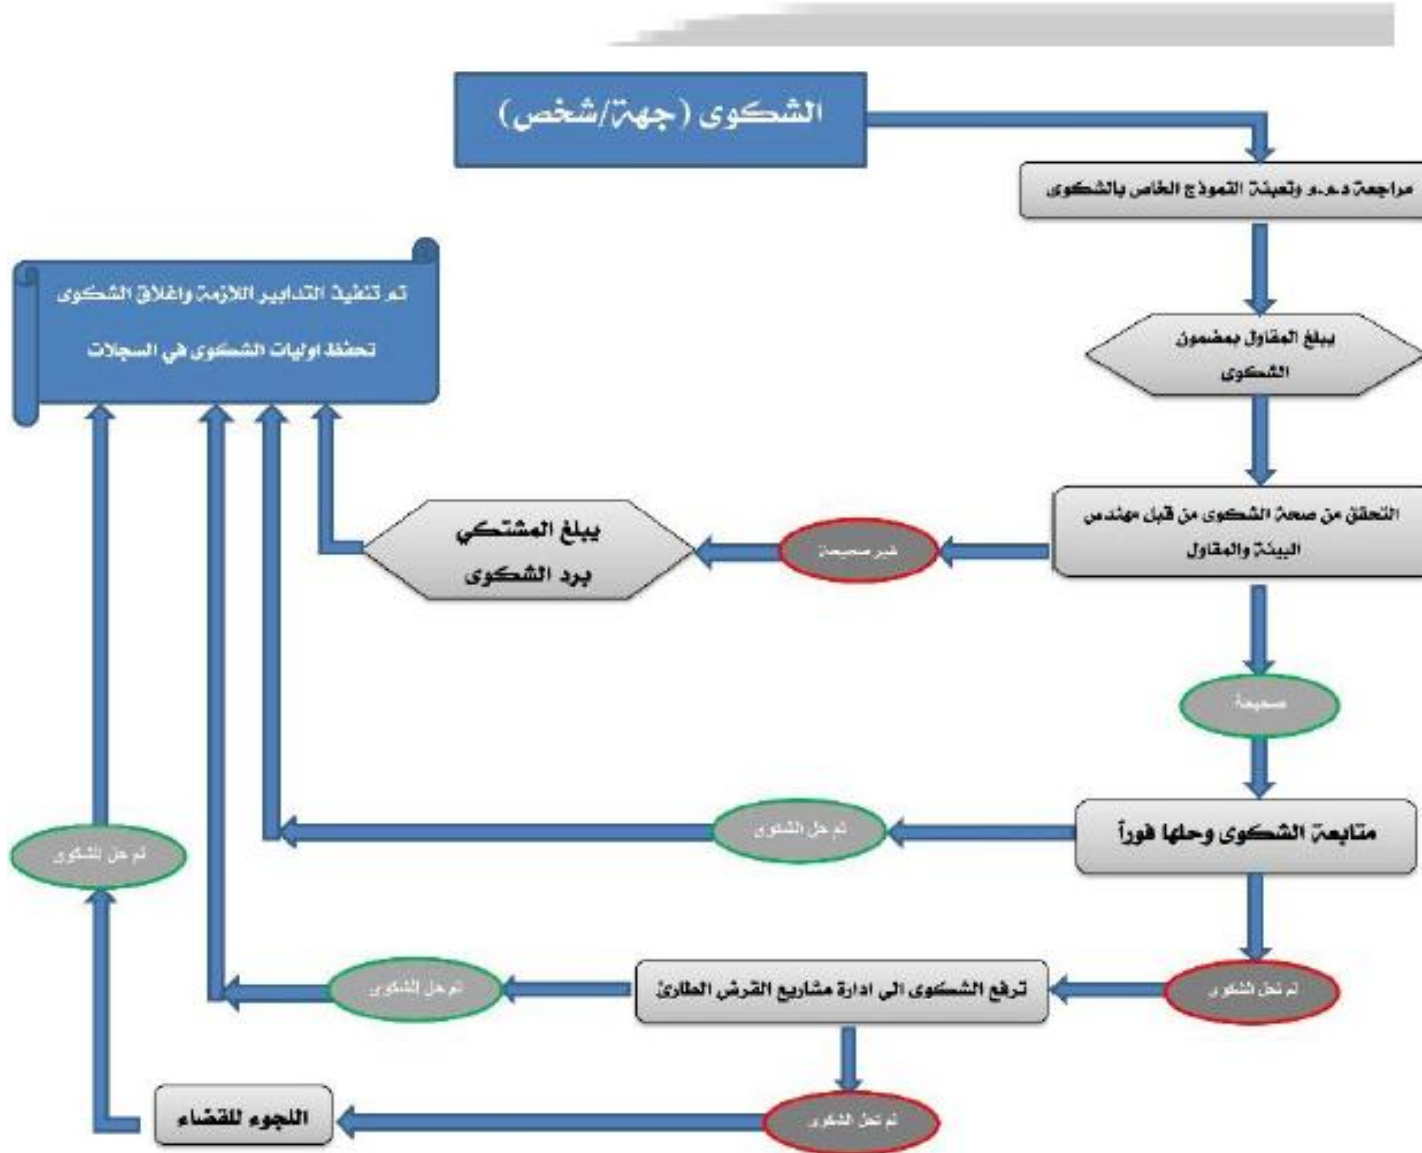 الشكوى (جهة/شخص)
مراجعة د.م.م وتعبئة النموذج الخاص بالشكوى
يبلغ المقاول بمضمون
الشكوى
التحقق من صحة الشكوى من قبل مهندس
البيئة والمقاول
غير صحيحة
يبلغ المشتكي
برد الشكوى
تم تنفيذ التدابير اللازمة واغلاق الشكوى
تحفظ اوليات الشكوى في السجلات
صحيحة
متابعة الشكوى وحلها فوراً
تم حل الشكوى
تم حل الشكوى
لم تحل الشكوى
ترفع الشكوى الى ادارة مشاريع القرض الطارئ
تم حل الشكوى
لم تحل الشكوى
اللجوء للقضاء